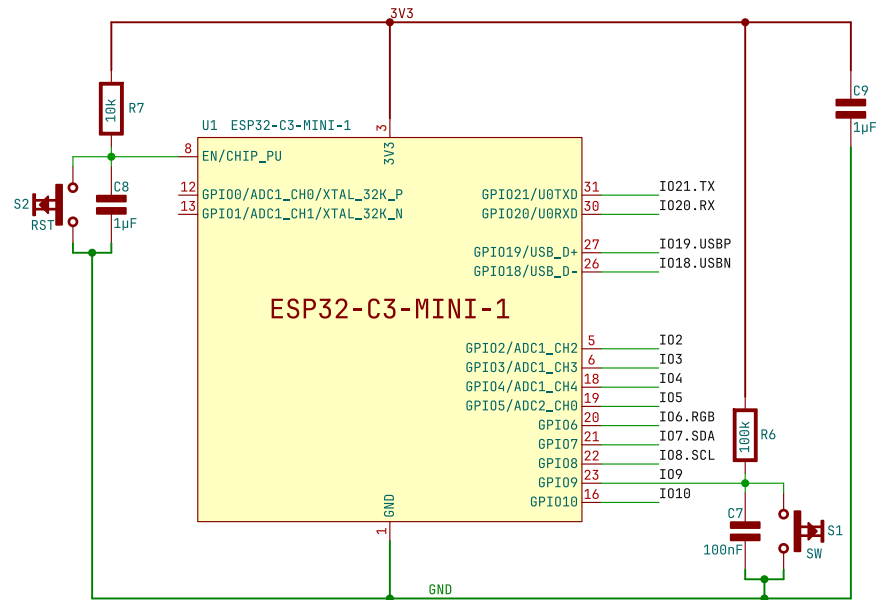 3V3
C9
1µF
10k
R7
U1 ESP32-C3-MINI-1
3
3V3
8
EN/CHIP_PU
12
GPIO0/ADC1_CH0/XTAL_32K_P
13
GPIO1/ADC1_CH1/XTAL_32K_N
S2
RST
C8
1µF
GPIO21/U0TXD
31
IO21.TX
GPIO20/U0RXD
30
IO20.RX
GPIO19/USB_D+
27
IO19.USBP
GPIO18/USB_D-
26
IO18.USBN
ESP32-C3-MINI-1
GPIO2/ADC1_CH2
5
IO2
GPIO3/ADC1_CH3
6
IO3
GPIO4/ADC1_CH4
18
IO4
GPIO5/ADC2_CH0
19
IO5
GPIO6
20
IO6.RGB
GPIO7
21
IO7.SDA
GPIO8
22
IO8.SCL
GPIO9
23
IO9
GPIO10
16
IO10
100k
R6
C7
100nF
S1
SW
GND
1
GND